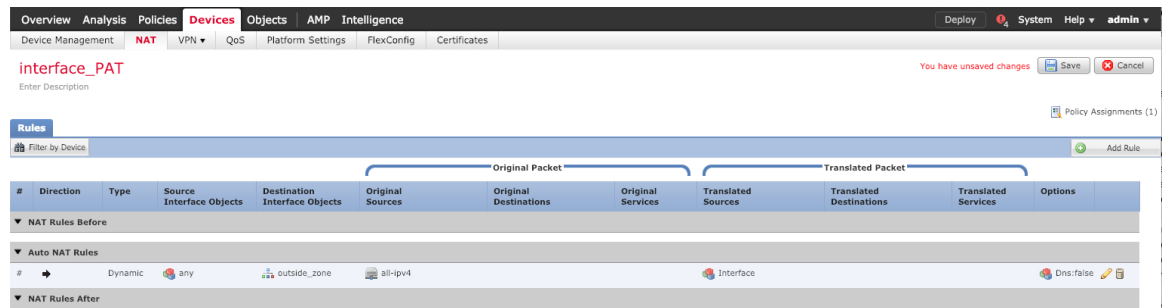 Overview Analysis Policies Devices Objects AMP Intelligence Deploy 4 System Help admin
Device Management NAT VPN QoS Platform Settings FlexConfig Certificates
interface_PAT You have unsaved changes Save Cancel
Enter Description
Policy Assignments (1)
Rules
Filter by Device Add Rule
Original Packet Translated Packet
# Direction Type Source Interface Objects Destination Interface Objects Original Sources Original Destinations Original Services Translated Sources Translated Destinations Translated Services Options
NAT Rules Before
Auto NAT Rules
# Dynamic any outside_zone all-ipv4 Interface Dns:false
NAT Rules After